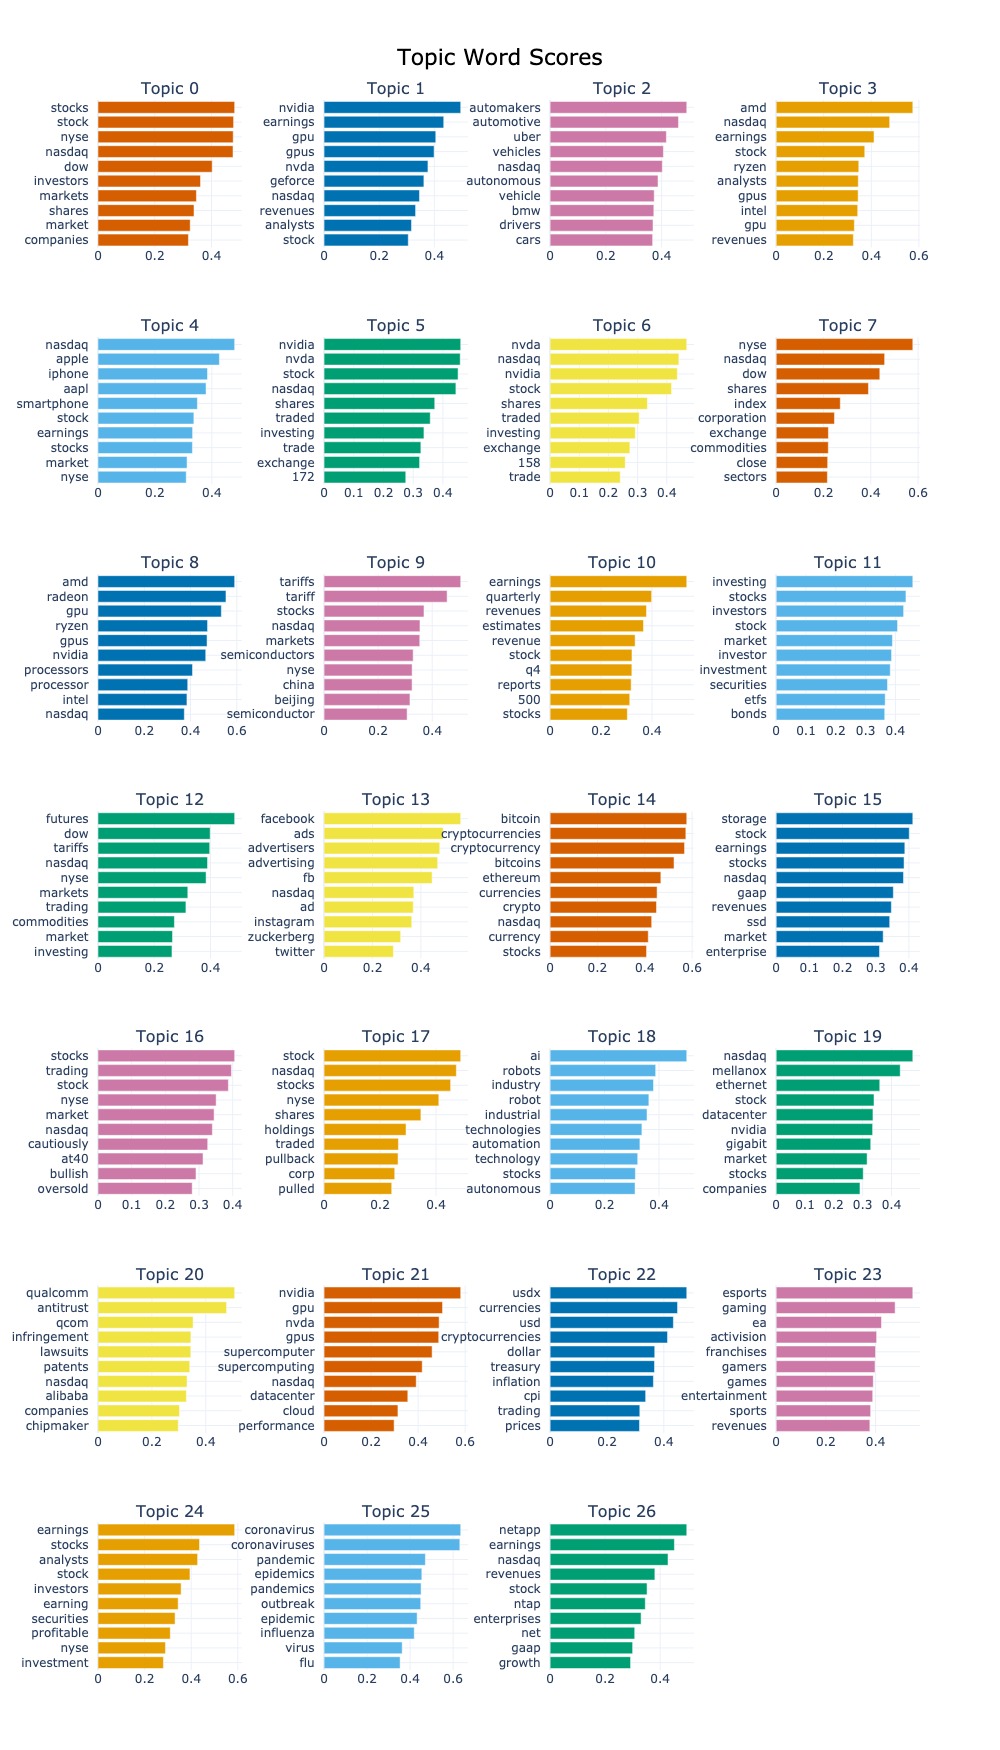 Topic Word Scores
Topic 0
stocks
stock
nyse
nasdaq
dow
investors
markets
shares
market
companies
0 0.2 0.4
Topic 1
nvidia
earnings
gpu
gpus
nvda
geforce
nasdaq
revenues
analysts
stock
0 0.2 0.4
Topic 2
automakers
automotive
uber
vehicles
nasdaq
autonomous
vehicle
bmw
drivers
cars
0 0.2 0.4
Topic 3
amd
nasdaq
earnings
stock
ryzen
analysts
gpus
intel
gpu
revenues
0 0.2 0.4 0.6
Topic 4
nasdaq
apple
iphone
aapl
smartphone
stock
earnings
stocks
market
nyse
0 0.2 0.4
Topic 5
nvidia
nvda
stock
nasdaq
shares
traded
investing
trade
exchange
172
0 0.1 0.2 0.3 0.4
Topic 6
nvda
nasdaq
nvidia
stock
shares
traded
investing
exchange
158
trade
0 0.1 0.2 0.3 0.4
Topic 7
nyse
nasdaq
dow
shares
index
corporation
exchange
commodities
close
sectors
0 0.2 0.4 0.6
Topic 8
amd
radeon
gpu
ryzen
gpus
nvidia
processors
processor
intel
nasdaq
0 0.2 0.4 0.6
Topic 9
tariffs
tariff
stocks
nasdaq
markets
semiconductors
nyse
china
beijing
semiconductor
0 0.2 0.4
Topic 10
earnings
quarterly
revenues
estimates
revenue
stock
q4
reports
500
stocks
0 0.2 0.4
Topic 11
investing
stocks
investors
stock
market
investor
investment
securities
etfs
bonds
0 0.1 0.2 0.3 0.4
Topic 12
futures
dow
tariffs
nasdaq
nyse
markets
trading
commodities
market
investing
0 0.2 0.4
Topic 13
facebook
ads
advertisers
advertising
fb
nasdaq
ad
instagram
zuckerberg
twitter
0 0.2 0.4
Topic 14
bitcoin
cryptocurrencies
cryptocurrency
bitcoins
ethereum
currencies
crypto
nasdaq
currency
stocks
0 0.2 0.4 0.6
Topic 15
storage
stock
earnings
stocks
nasdaq
gaap
revenues
ssd
market
enterprise
0 0.1 0.2 0.3 0.4
Topic 16
stocks
trading
stock
nyse
market
nasdaq
cautiously
at40
bullish
oversold
0 0.1 0.2 0.3 0.4
Topic 17
stock
nasdaq
stocks
nyse
shares
holdings
traded
pullback
corp
pulled
0 0.2 0.4
Topic 18
ai
robots
industry
robot
industrial
technologies
automation
technology
stocks
autonomous
0 0.2 0.4
Topic 19
nasdaq
mellanox
ethernet
stock
datacenter
nvidia
gigabit
market
stocks
companies
0 0.1 0.2 0.3 0.4
Topic 20
qualcomm
antitrust
qcom
infringement
lawsuits
patents
nasdaq
alibaba
companies
chipmaker
0 0.2 0.4
Topic 21
nvidia
gpu
nvda
gpus
supercomputer
supercomputing
nasdaq
datacenter
cloud
performance
0 0.2 0.4 0.6
Topic 22
usdx
currencies
usd
cryptocurrencies
dollar
treasury
inflation
cpi
trading
prices
0 0.2 0.4
Topic 23
esports
gaming
ea
activision
franchises
gamers
games
entertainment
sports
revenues
0 0.2 0.4
Topic 24
earnings
stocks
analysts
stock
investors
earning
securities
profitable
nyse
investment
0 0.2 0.4 0.6
Topic 25
coronavirus
coronaviruses
pandemic
epidemics
pandemics
outbreak
epidemic
influenza
virus
flu
0 0.2 0.4 0.6
Topic 26
netapp
earnings
nasdaq
revenues
stock
ntap
enterprises
net
gaap
growth
0 0.2 0.4